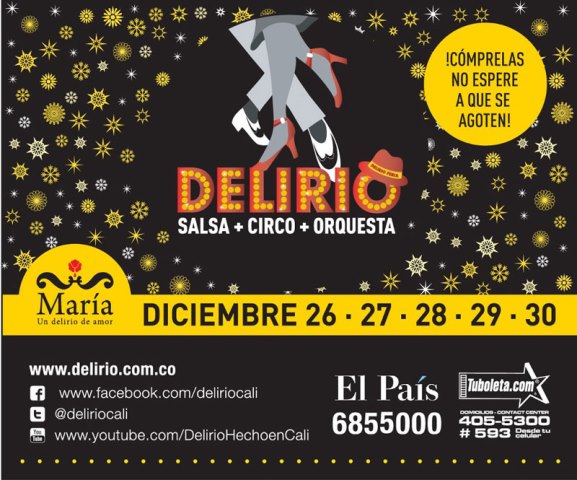 !CÓMPRELAS
NO ESPERE
A QUE SE
AGOTEN!
DELIRIO
SALSA + CIRCO + ORQUESTA
María
Un delirio de amor
DICIEMBRE 26 · 27 · 28 · 29 · 30
www.delirio.com.co
www.facebook.com/deliriocali
@deliriocali
You Tube www.youtube.com/DelirioHechoenCali
El País
6855000
Tuboleta.com
DOMICILIOS - CONTACT CENTER
405-5300
# 593 Desde tu
celular